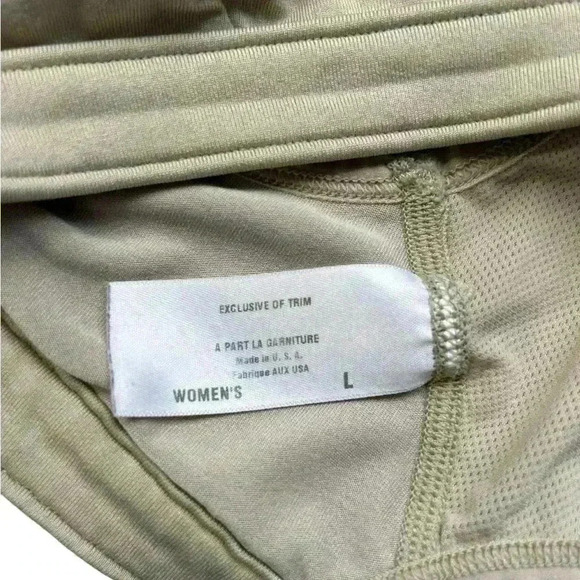 EXCLUSIVE OF TRIM
A PART LA GARNITURE
Made in U. S. A.
Fabrique AUX USA
WOMEN'S L